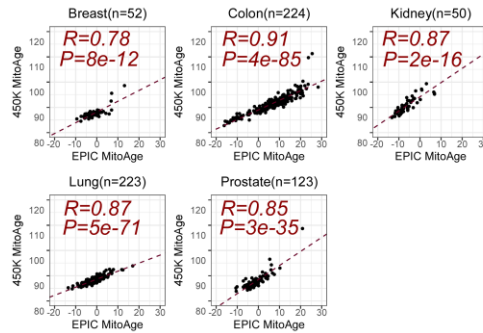 Breast(n=52)
Colon(n=224)
Kidney(n=50)
R=0.78
P=8e-12
R=0.91
P=4e-85
R=0.87
P=2e-16
450K MitoAge
120
110
100
90
80
450K MitoAge
120
110
100
90
80
450K MitoAge
120
110
100
90
80
-20 -10 0 10 20 30
-20 -10 0 10 20 30
-20 -10 0 10 20 30
EPIC MitoAge
EPIC MitoAge
EPIC MitoAge
Lung(n=223)
Prostate(n=123)
R=0.87
P=5e-71
R=0.85
P=3e-35
450K MitoAge
120
110
100
90
80
450K MitoAge
120
110
100
90
80
-20 -10 0 10 20 30
-20 -10 0 10 20 30
EPIC MitoAge
EPIC MitoAge